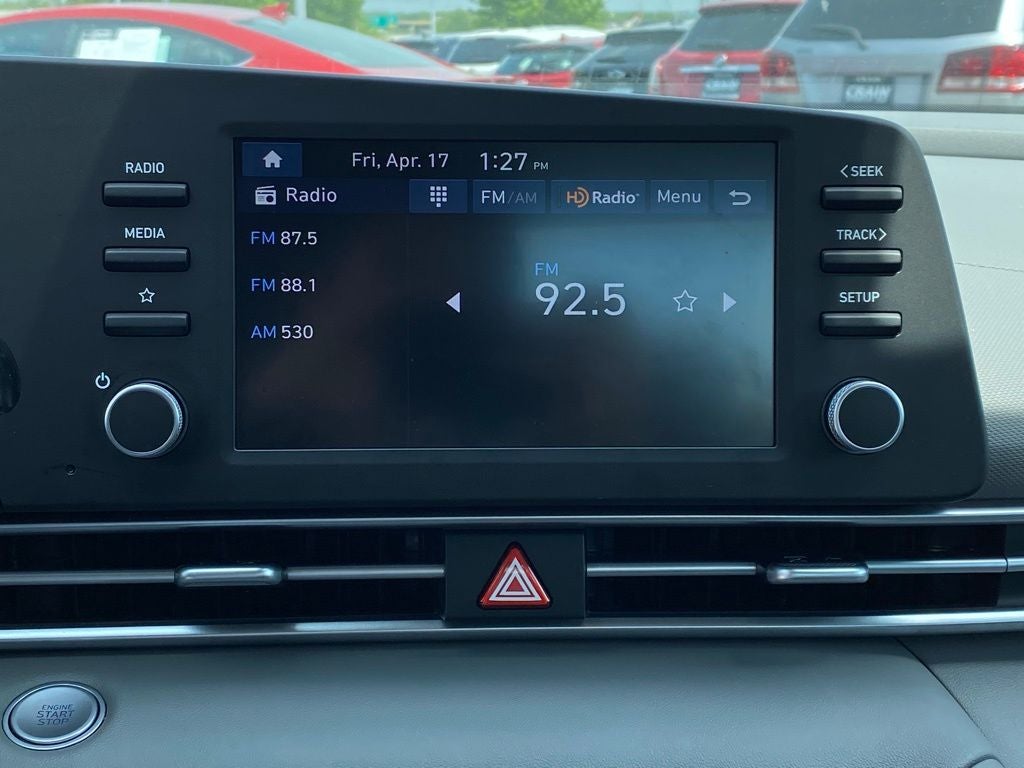 CRAIN
Fri, Apr. 17 1:27 PM
Radio FM/AM HD Radio Menu
FM 87.5
FM 88.1
AM 530
FM
92.5
RADIO
MEDIA
<SEEK
TRACK>
SETUP
ENGINE
START
STOP